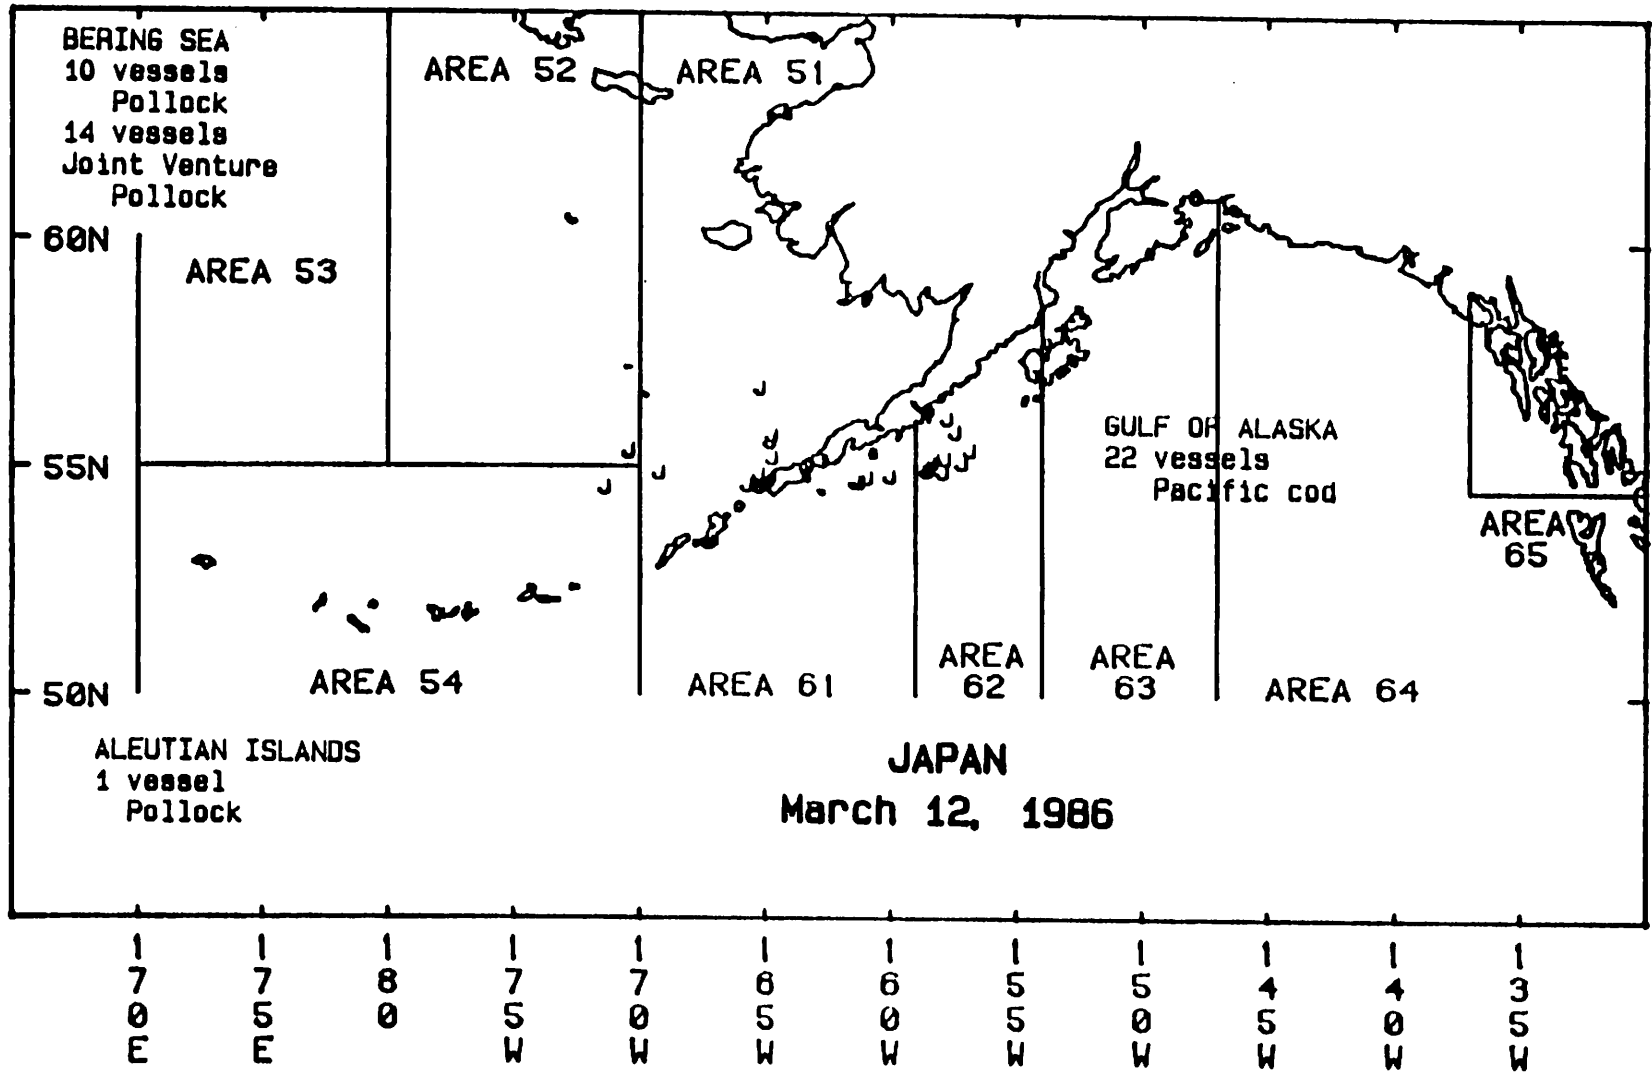 BERING SEA
10 vessels
Pollock
14 vessels
Joint Venture
Pollock
AREA 52
AREA 51
60N
AREA 53
55N
GULF OF ALASKA
22 vessels
Pacific cod
AREA
65
AREA 54
AREA 61
AREA
62
AREA
63
AREA 64
50N
ALEUTIAN ISLANDS
1 vessel
Pollock
JAPAN
March 12, 1986
170E
175E
180
175W
170W
165W
160W
155W
150W
145W
140W
135W